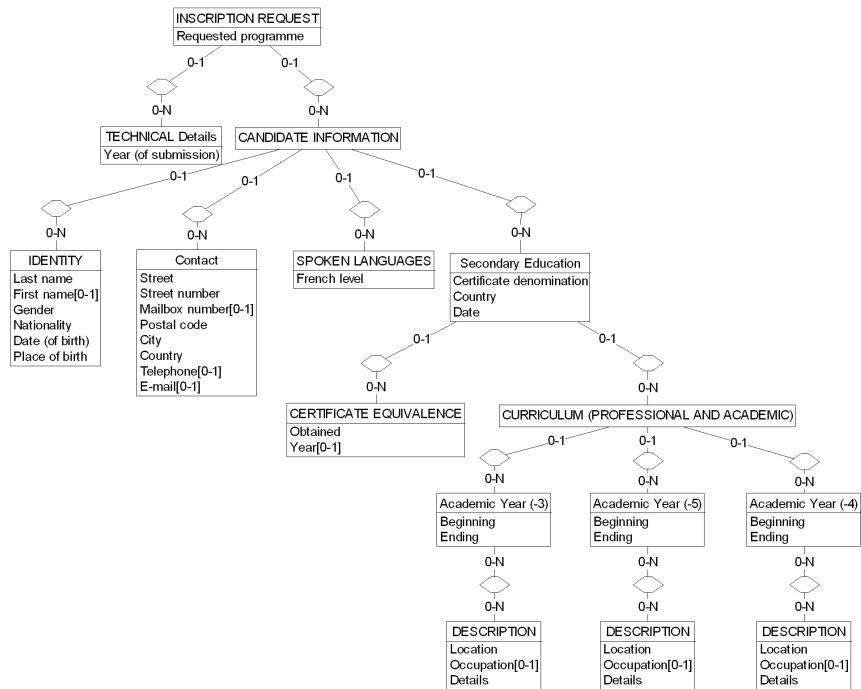 INSCRIPTION REQUEST
Requested programme
0-1 0-1
0-N 0-N
TECHNICAL Details
Year (of submission)
CANDIDATE INFORMATION
0-1 0-1 0-1 0-1
0-N 0-N 0-N 0-N
IDENTITY
Last name
First name[0-1]
Gender
Nationality
Date (of birth)
Place of birth
Contact
Street
Street number
Mailbox number[0-1]
Postal code
City
Country
Telephone[0-1]
E-mail[0-1]
SPOKEN LANGUAGES
French level
Secondary Education
Certificate denomination
Country
Date
0-1 0-1
0-N 0-N
CERTIFICATE EQUIVALENCE
Obtained
Year[0-1]
CURRICULUM (PROFESSIONAL AND ACADEMIC)
0-1 0-1 0-1
0-N 0-N 0-N
Academic Year (-3)
Beginning
Ending
Academic Year (-5)
Beginning
Ending
Academic Year (-4)
Beginning
Ending
0-N 0-N 0-N
0-N 0-N 0-N
DESCRIPTION
Location
Occupation[0-1]
Details
DESCRIPTION
Location
Occupation[0-1]
Details
DESCRIPTION
Location
Occupation[0-1]
Details